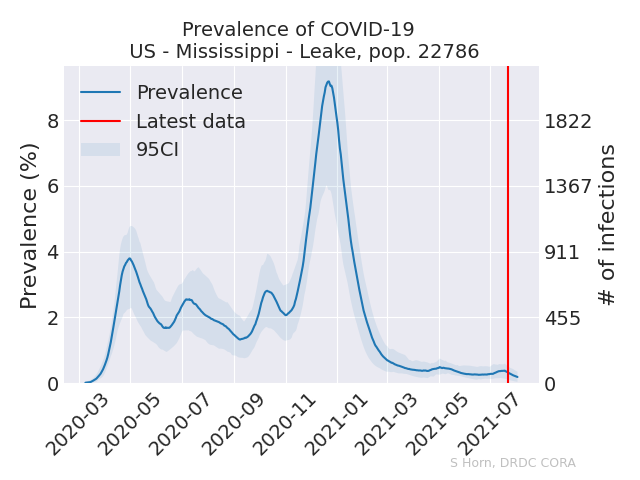 Prevalence of COVID-19
US - Mississippi - Leake, pop. 22786
Prevalence
Latest data
95CI
Prevalence (%)
8
6
4
2
0
1822
1367
911
455
0
# of infections
2020-03
2020-05
2020-07
2020-09
2020-11
2021-01
2021-03
2021-05
2021-07
S Horn, DRDC CORA